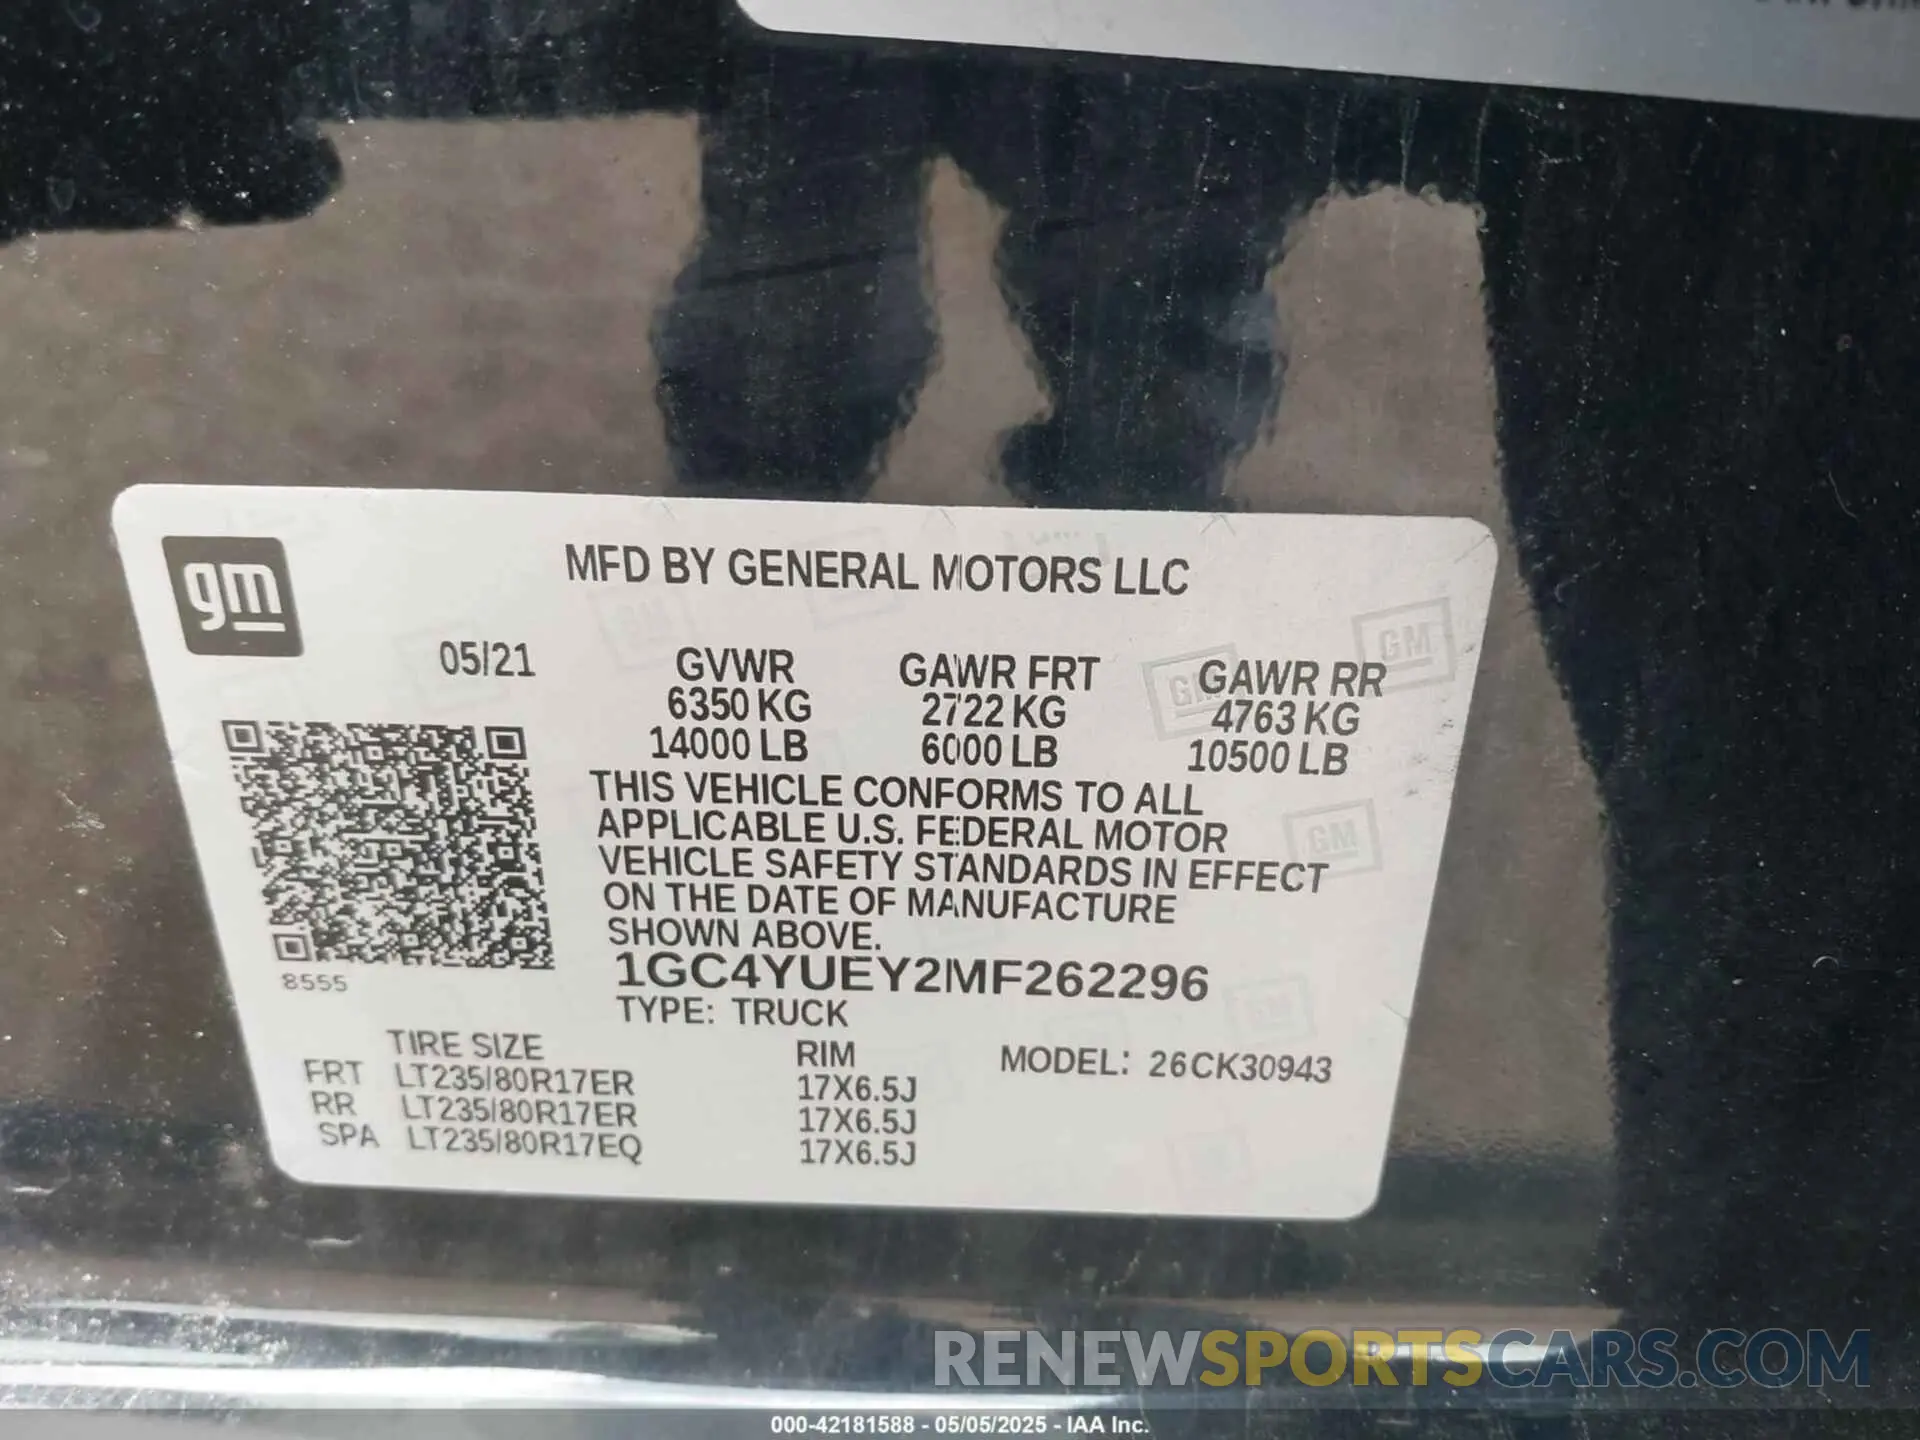 gm
MFD BY GENERAL MOTORS LLC
05/21 GVWR GAWR FRT GAWR RR
6350 KG 2722 KG 4763 KG
14000 LB 6000 LB 10500 LB
THIS VEHICLE CONFORMS TO ALL
APPLICABLE U.S. FEDERAL MOTOR
VEHICLE SAFETY STANDARDS IN EFFECT
ON THE DATE OF MANUFACTURE
SHOWN ABOVE.
8555
1GC4YUEY2MF262296
TYPE: TRUCK
TIRE SIZE RIM MODEL: 26CK30943
FRT LT235/80R17ER 17X6.5J
RR LT235/80R17ER 17X6.5J
SPA LT235/80R17EQ 17X6.5J
GM
GM
GM
RENEWSPORTSCARS.COM
000-42181588 - 05/05/2025 - IAA Inc.